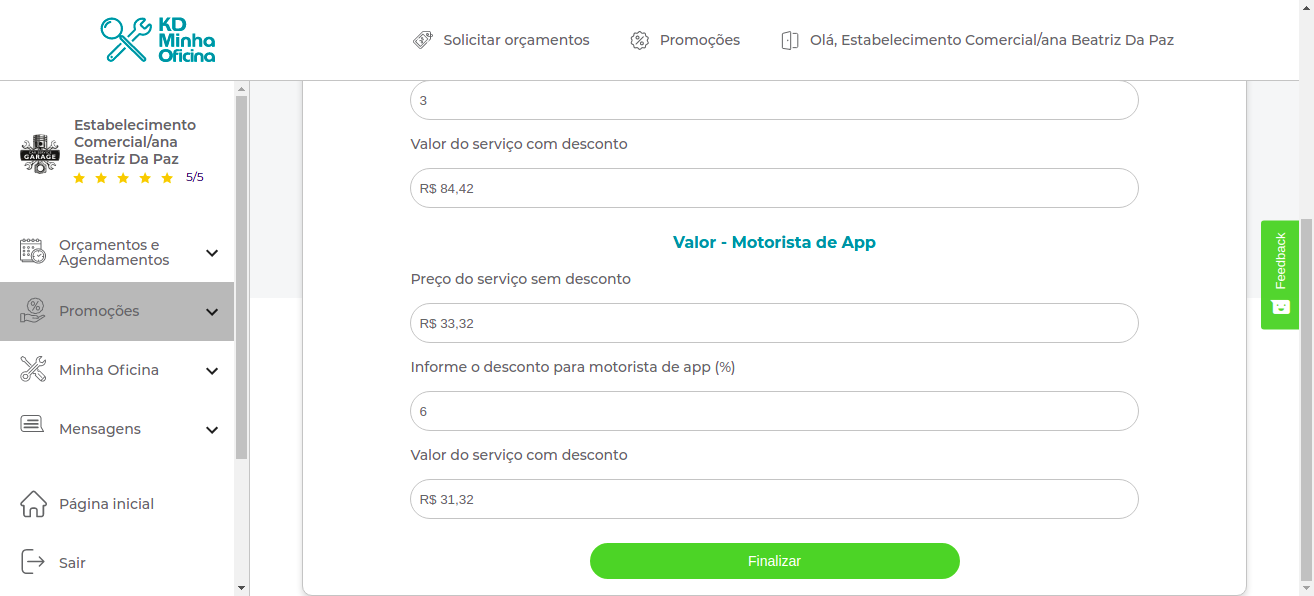 KD
Minha
Oficina
Solicitar orçamentos
Promoções
Olá, Estabelecimento Comercial/ana Beatriz Da Paz
GARAGE
Estabelecimento
Comercial/ana
Beatriz Da Paz
5/5
Orçamentos e
Agendamentos
Promoções
Minha Oficina
Mensagens
Página inicial
Sair
3
Valor do serviço com desconto
R$ 84,42
Valor - Motorista de App
Preço do serviço sem desconto
R$ 33,32
Informe o desconto para motorista de app (%)
6
Valor do serviço com desconto
R$ 31,32
Finalizar
Feedback